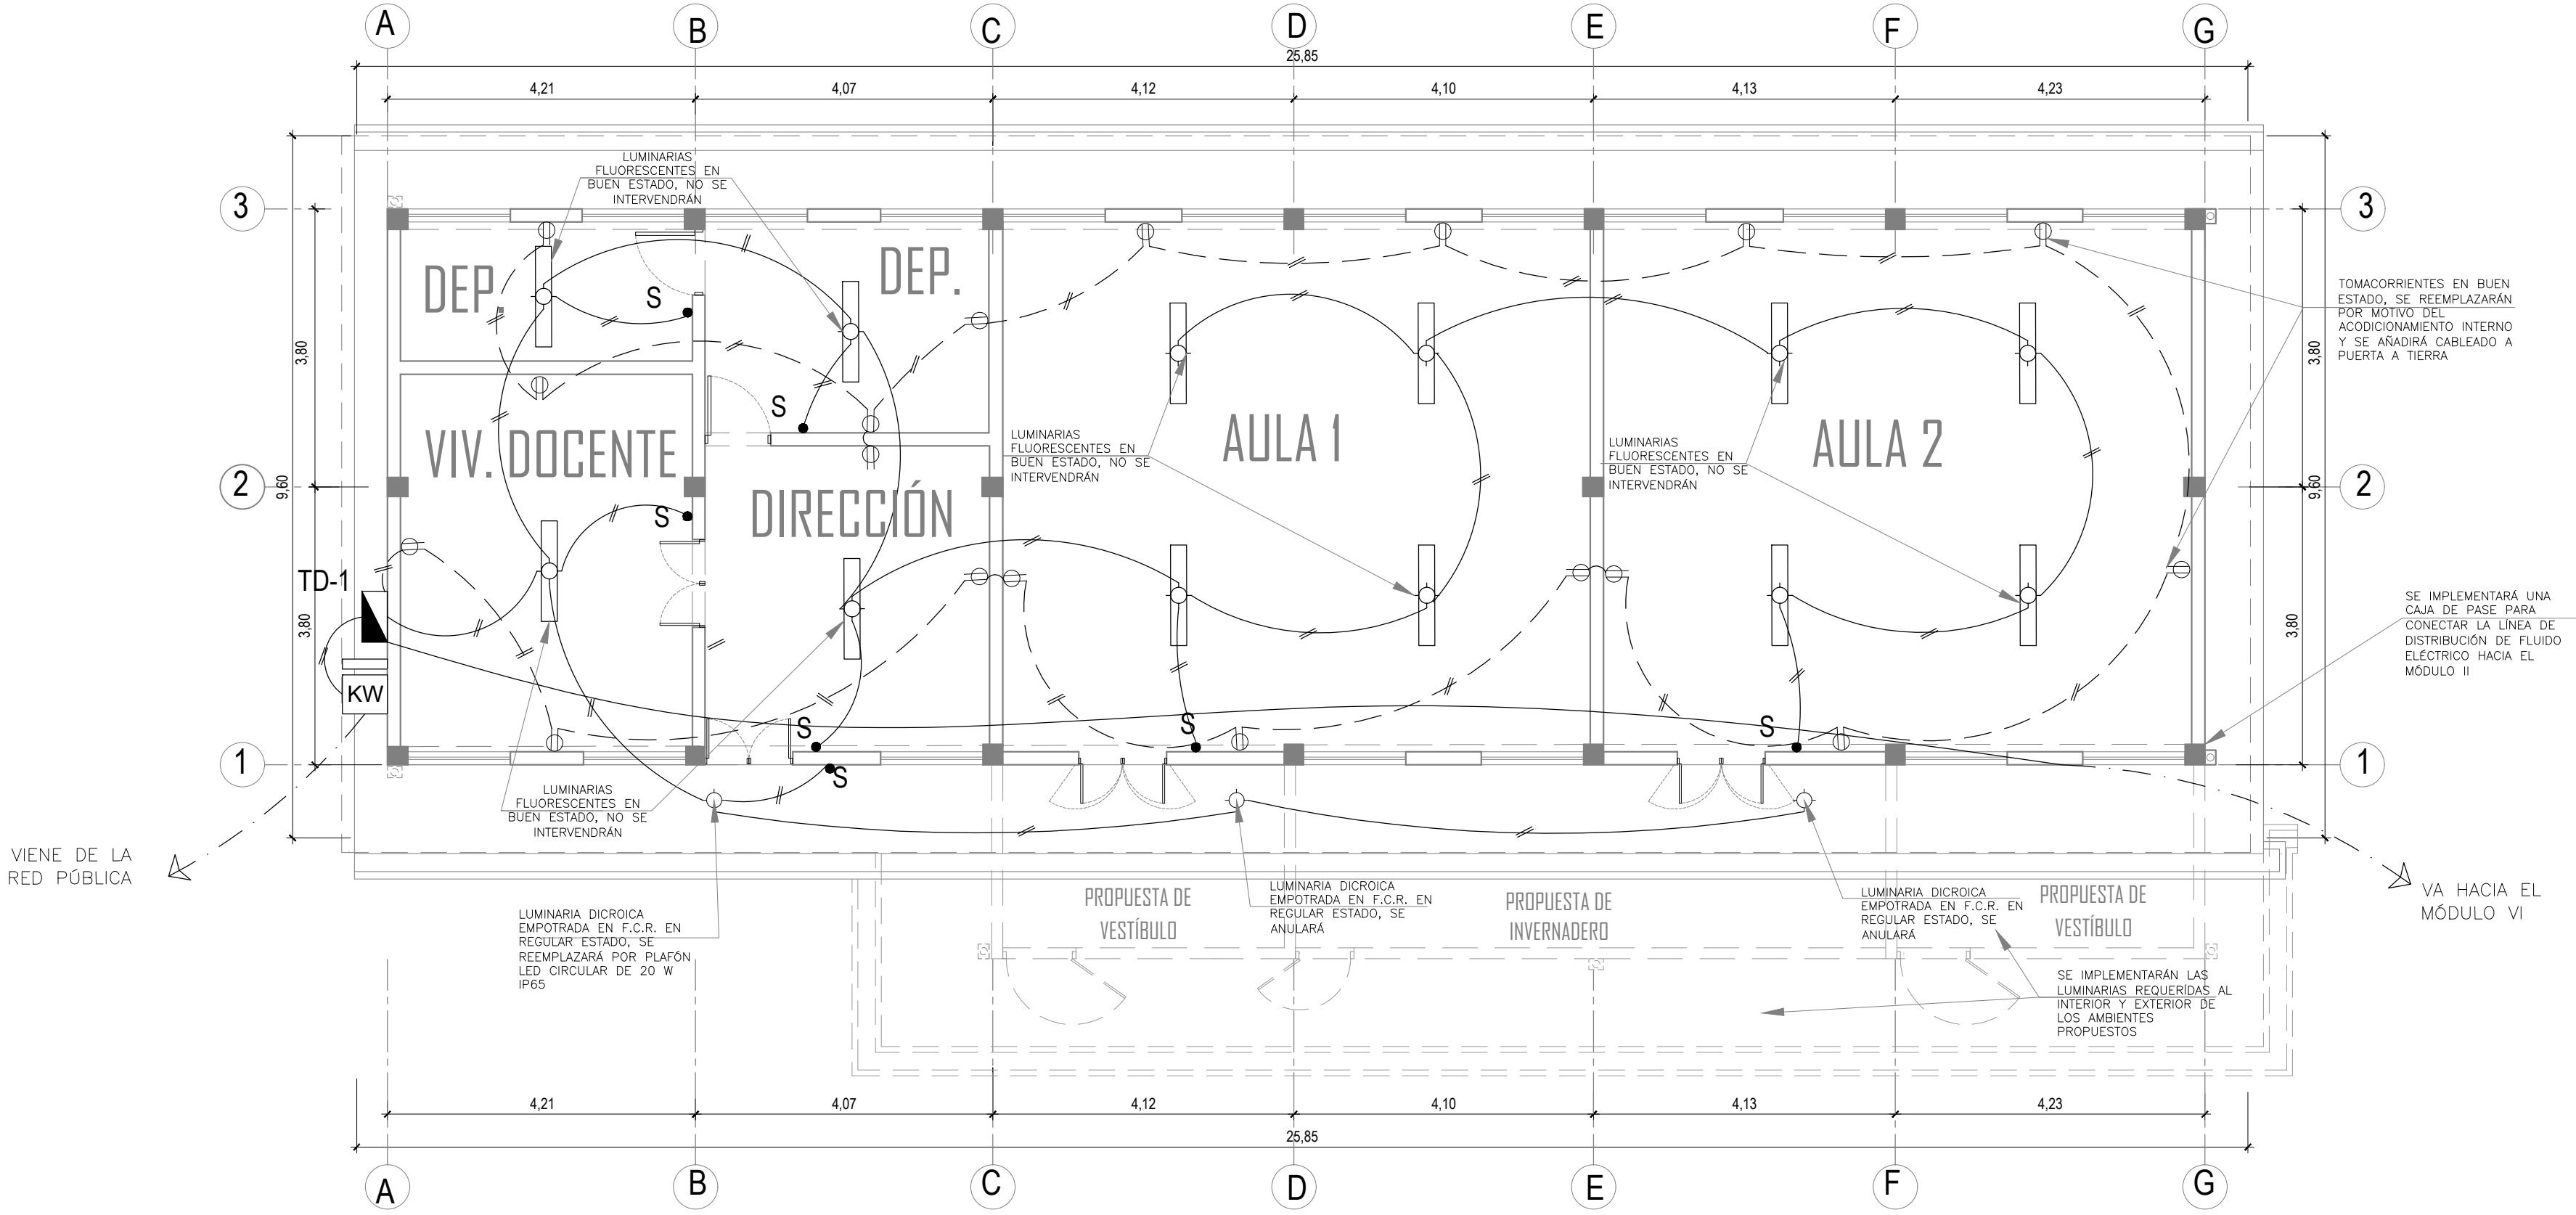 A
B
C
D
E
F
G
25,85
4,21
4,07
4,12
4,10
4,13
4,23
LUMINARIAS
FLUORESCENTES EN
BUEN ESTADO, NO SE
INTERVENDRÁN
3
3
DEP.
DEP.
S
3,80
9,60
TOMACORRIENTES EN BUEN
ESTADO, SE REEMPLAZARÁN
POR MOTIVO DEL
ACODICIONAMIENTO INTERNO
Y SE AÑADIRÁ CABLEADO A
PUERTA A TIERRA
3,80
9,60
S
VIV. DOCENTE
LUMINARIAS
FLUORESCENTES EN
BUEN ESTADO, NO SE
INTERVENDRÁN
AULA 1
LUMINARIAS
FLUORESCENTES EN
BUEN ESTADO, NO SE
INTERVENDRÁN
AULA 2
2
2
DIRECCIÓN
S
TD-1
3,80
KW
3,80
SE IMPLEMENTARÁ UNA
CAJA DE PASE PARA
CONECTAR LA LÍNEA DE
DISTRIBUCIÓN DE FLUIDO
ELÉCTRICO HACIA EL
MÓDULO II
S
S
S
S
1
1
LUMINARIAS
FLUORESCENTES EN
BUEN ESTADO, NO SE
INTERVENDRÁN
VIENE DE LA
RED PÚBLICA
VA HACIA EL
MÓDULO VI
LUMINARIA DICROICA
EMPOTRADA EN F.C.R. EN
REGULAR ESTADO, SE
REEMPLAZARÁ POR PLAFÓN
LED CIRCULAR DE 20 W
IP65
PROPUESTA DE
VESTÍBULO
LUMINARIA DICROICA
EMPOTRADA EN F.C.R. EN
REGULAR ESTADO, SE
ANULARÁ
PROPUESTA DE
INVERNADERO
LUMINARIA DICROICA
EMPOTRADA EN F.C.R. EN
REGULAR ESTADO, SE
ANULARÁ
PROPUESTA DE
VESTÍBULO
SE IMPLEMENTARÁN LAS
LUMINARIAS REQUERÍDAS AL
INTERIOR Y EXTERIOR DE
LOS AMBIENTES
PROPUESTOS
4,21
4,07
4,12
4,10
4,13
4,23
25,85
A
B
C
D
E
F
G